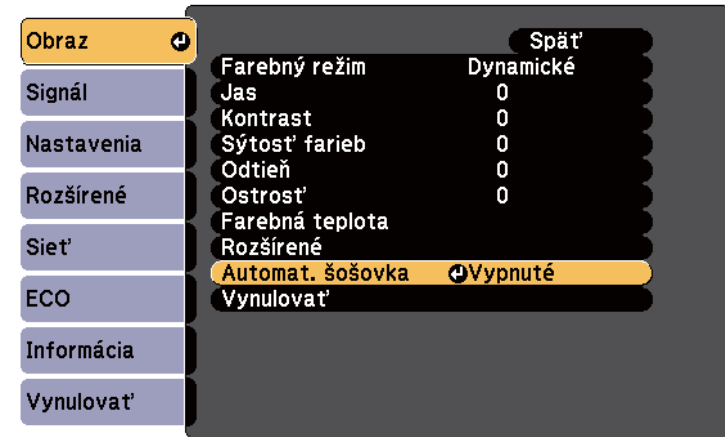 Obraz
Signál
Nastavenia
Rozšírené
Sieť
ECO
Informácia
Vynulovať
Späť
Farebný režim Dynamické
Jas 0
Kontrast 0
Sýtosť farieb 0
Odtieň 0
Ostrosť 0
Farebná teplota
Rozšírené
Automat. šošovka Vypnuté
Vynulovať